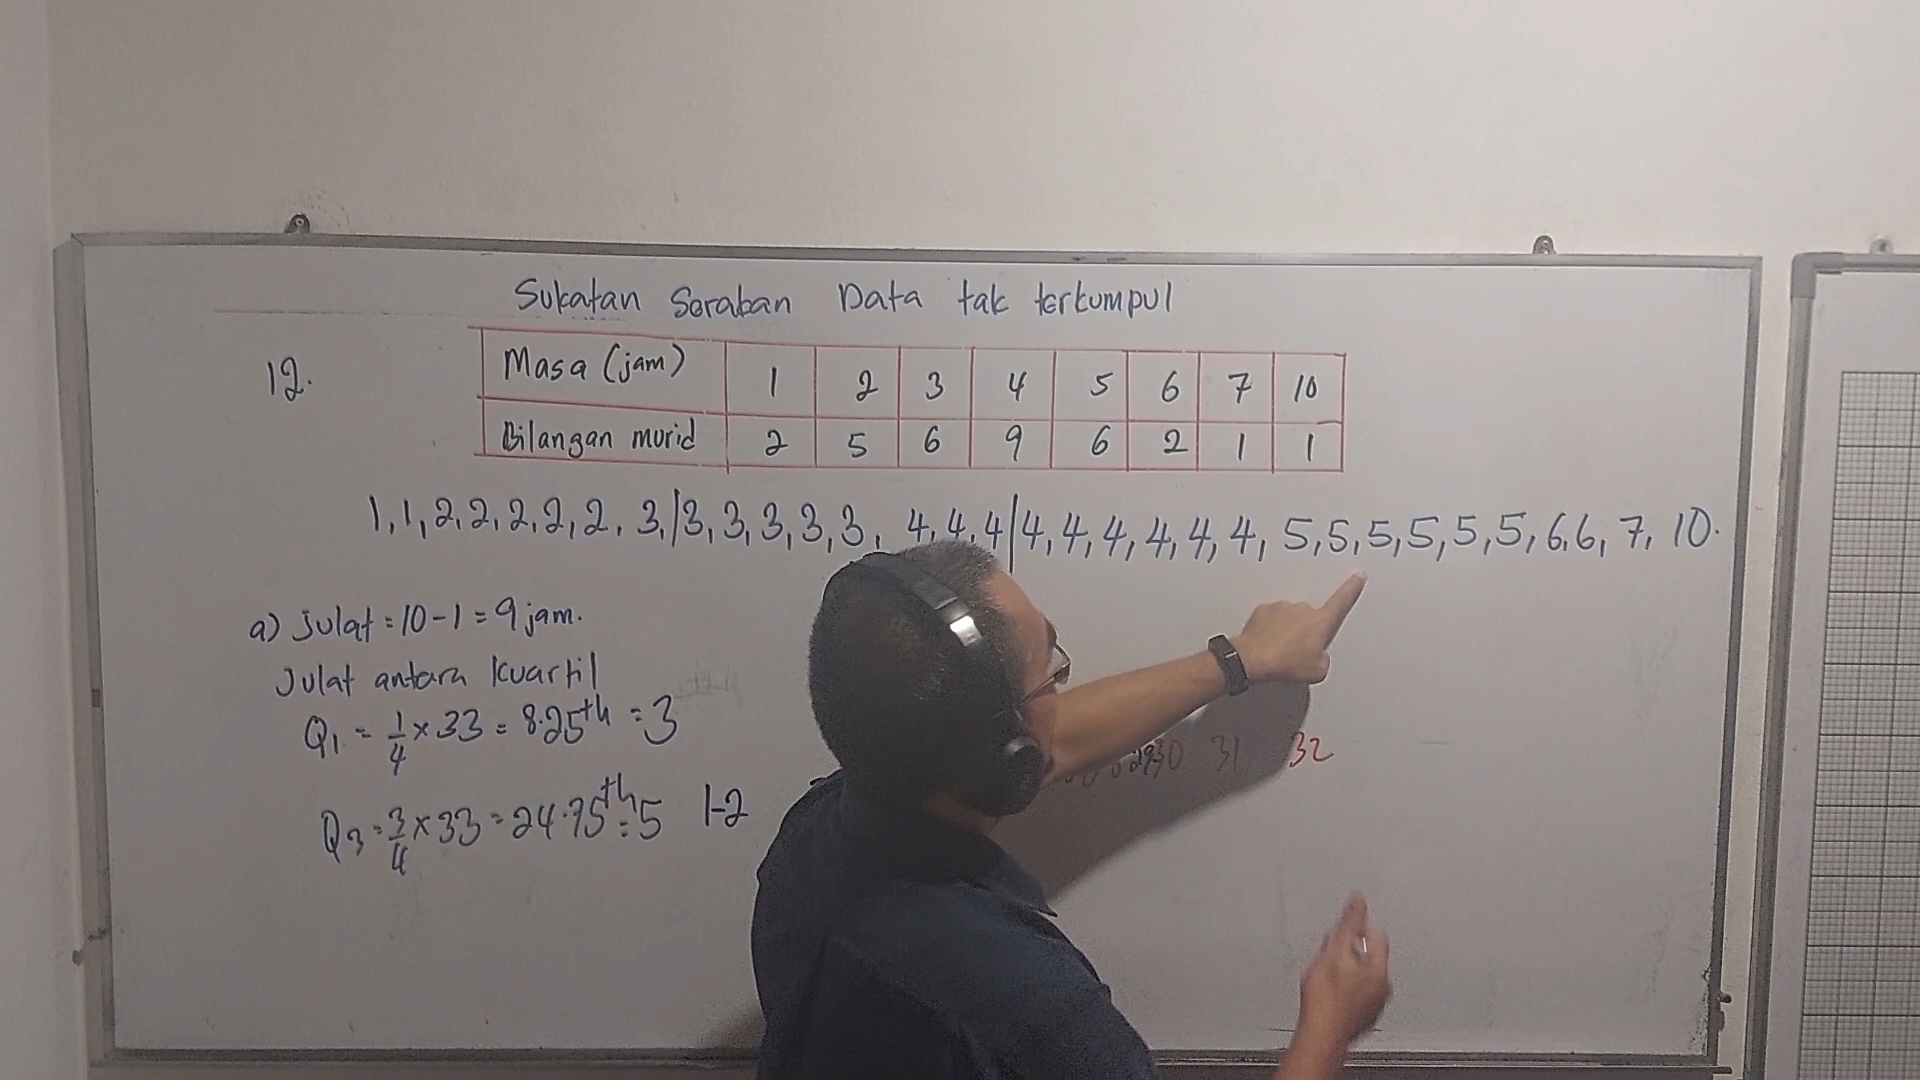 Sukatan Serakan Data tak terkumpul
12.
Masa (jam) 1 2 3 4 5 6 7 10
Bilangan murid 2 5 6 9 6 2 1 1
1,1,2,2,2,2,2,3,|3,3,3,3,3,4,4,4|4,4,4,4,4,4,5,5,5,5,5,5,6,6,7,10.
a) Julat = 10-1 = 9 jam.
Julat antara kuartil
Q1 = 1/4 × 33 = 8.25th = 3
30 31 32
Q3 = 3/4 × 33 = 24.75th = 5 1-2